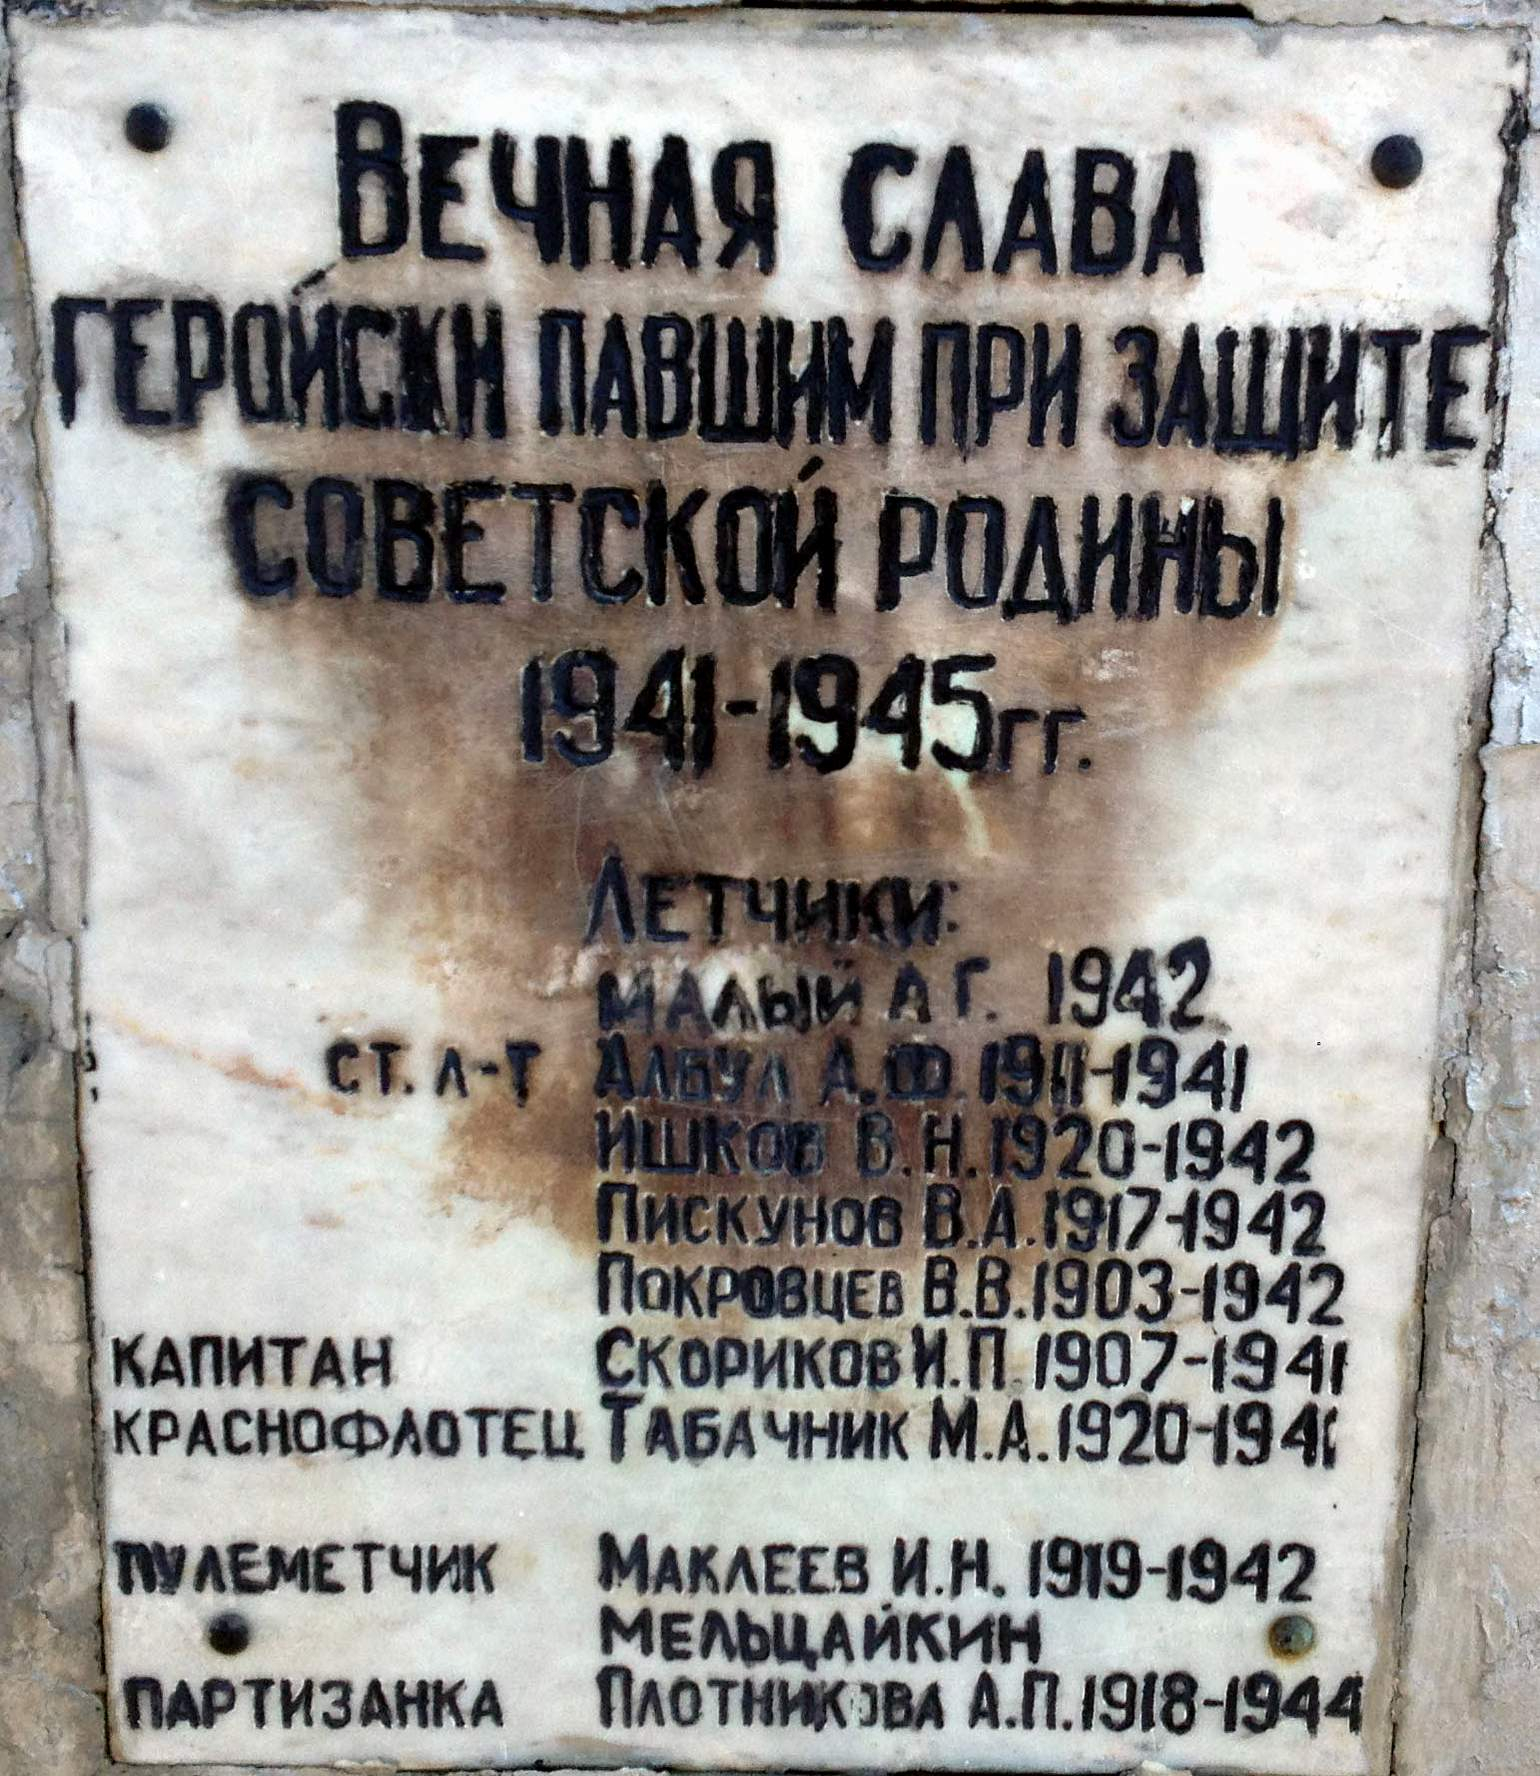 ВЕЧНАЯ СЛАВА
ГЕРОЙСКИ ПАВШИМ ПРИ ЗАЩИТЕ
СОВЕТСКОЙ РОДИНЫ
1941-1945гг.
ЛЕТЧИКИ:
МАЛЫЙ А Г. 1942
СТ. Л-Т АЛБУЛ А.Ф. 1911-1941
ИШКОВ В.Н. 1920-1942
ПИСКУНОВ В.А. 1917-1942
ПОКРОВЦЕВ В.В. 1903-1942
КАПИТАН СКОРИКОВ И.П. 1907-1941
КРАСНОФЛОТЕЦ ТАБАЧНИК М.А. 1920-1941
ПУЛЕМЕТЧИК МАКЛЕЕВ И.Н. 1919-1942
МЕЛЬЦАЙКИН
ПАРТИЗАНКА ПЛОТНИКОВА А.П. 1918-1944